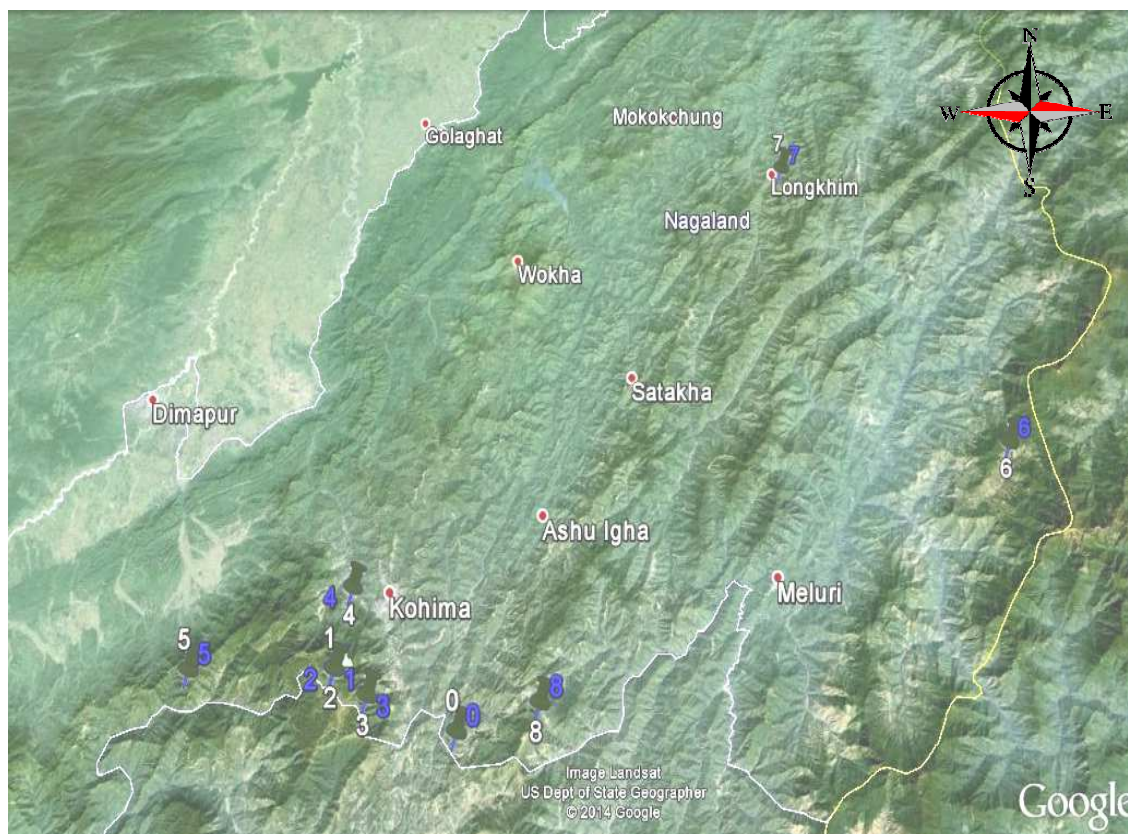 N
W E
S
Mokokchung
Golaghat
7
7
Longkhim
Nagaland
Wokha
Satakha
Dimapur
6
6
Ashu Igha
4
4
Kohima
Meluri
5
5
1
2
1
2
3
3
0
0
8
8
Image Landsat
US Dept of State Geographer
© 2014 Google
Google